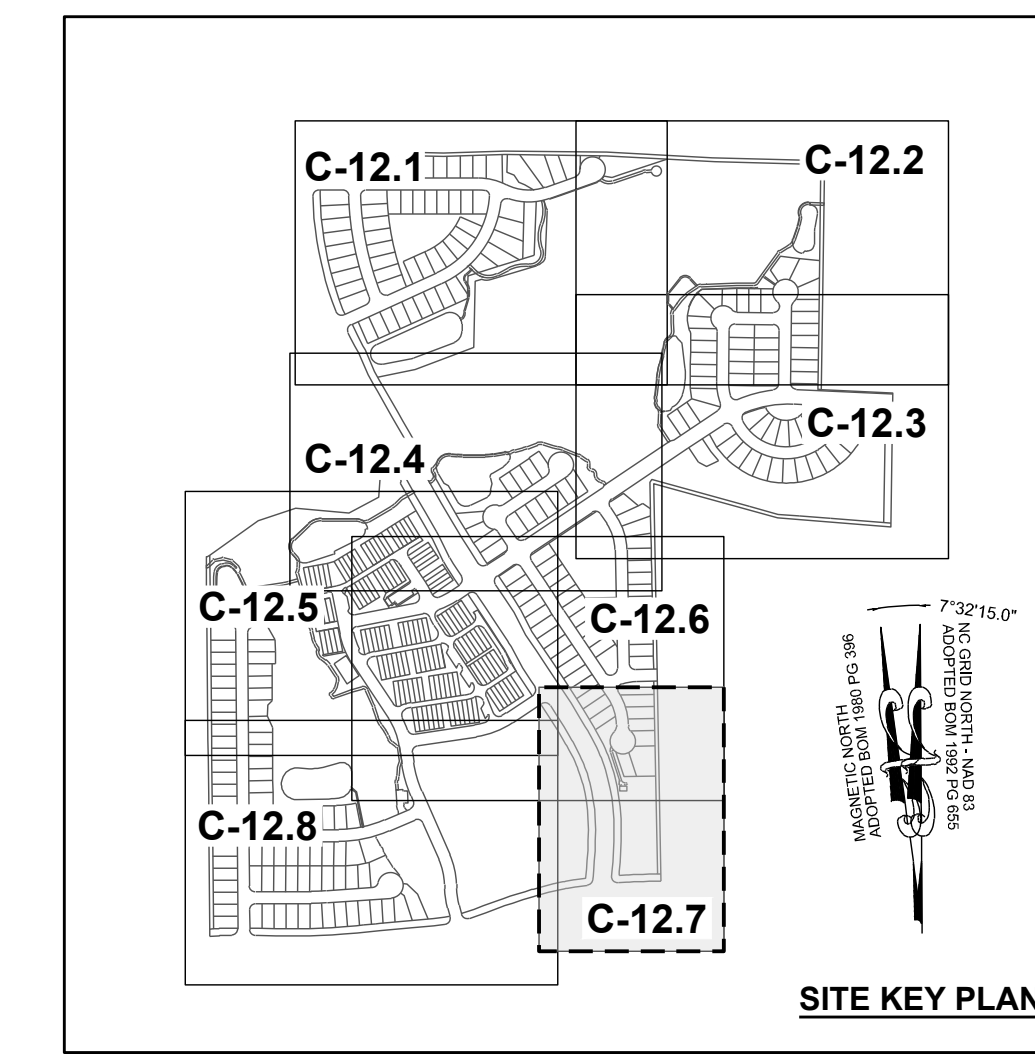 C-12.1
C-12.2
C-12.3
C-12.4
C-12.5
C-12.6
7°32'15.0"
MAGNETIC NORTH
ADOPTED BOM 1980 PG 396
NC GRID NORTH - NAD 83
ADOPTED BOM 1992 PG 655
C-12.8
C-12.7
SITE KEY PLAN